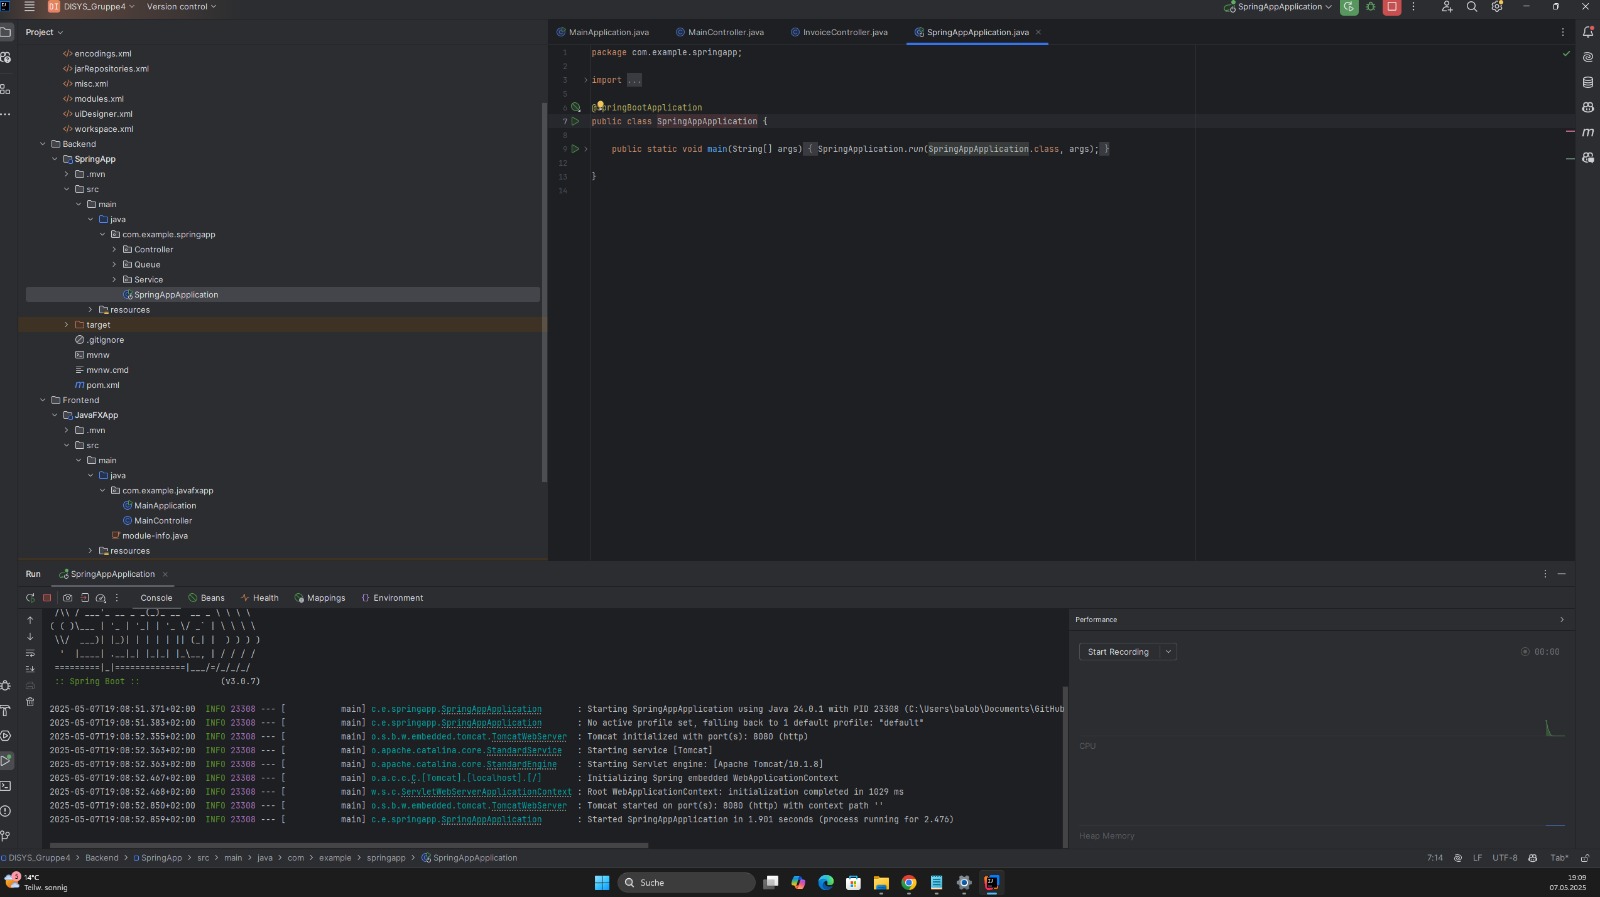 DI DISYS_Gruppe4 Version control SpringAppApplication
Project
MainApplication.java MainController.java InvoiceController.java SpringAppApplication.java
encodings.xml
jarRepositories.xml
misc.xml
modules.xml
uiDesigner.xml
workspace.xml
Backend
SpringApp
.mvn
src
main
java
com.example.springapp
Controller
Queue
Service
SpringAppApplication
resources
target
.gitignore
mvnw
mvnw.cmd
pom.xml
Frontend
JavaFXApp
.mvn
src
main
java
com.example.javafxapp
MainApplication
MainController
module-info.java
resources
1 package com.example.springapp;
2
3 import ...
5
6 @SpringBootApplication
7 public class SpringAppApplication {
8
9 public static void main(String[] args) { SpringApplication.run(SpringAppApplication.class, args); }
12
13 }
14
Run SpringAppApplication
Console Beans Health Mappings Environment
:: Spring Boot :: (v3.0.7)
2025-05-07T19:08:51.371+02:00 INFO 23308 --- [ main] c.e.springapp.SpringAppApplication : Starting SpringAppApplication using Java 24.0.1 with PID 23308 (C:\Users\balob\Documents\GitHub
2025-05-07T19:08:51.383+02:00 INFO 23308 --- [ main] c.e.springapp.SpringAppApplication : No active profile set, falling back to 1 default profile: "default"
2025-05-07T19:08:52.355+02:00 INFO 23308 --- [ main] o.s.b.w.embedded.tomcat.TomcatWebServer : Tomcat initialized with port(s): 8080 (http)
2025-05-07T19:08:52.363+02:00 INFO 23308 --- [ main] o.apache.catalina.core.StandardService : Starting service [Tomcat]
2025-05-07T19:08:52.363+02:00 INFO 23308 --- [ main] o.apache.catalina.core.StandardEngine : Starting Servlet engine: [Apache Tomcat/10.1.8]
2025-05-07T19:08:52.467+02:00 INFO 23308 --- [ main] o.a.c.c.C.[Tomcat].[localhost].[/] : Initializing Spring embedded WebApplicationContext
2025-05-07T19:08:52.468+02:00 INFO 23308 --- [ main] w.s.c.ServletWebServerApplicationContext : Root WebApplicationContext: initialization completed in 1029 ms
2025-05-07T19:08:52.850+02:00 INFO 23308 --- [ main] o.s.b.w.embedded.tomcat.TomcatWebServer : Tomcat started on port(s): 8080 (http) with context path ''
2025-05-07T19:08:52.859+02:00 INFO 23308 --- [ main] c.e.springapp.SpringAppApplication : Started SpringAppApplication in 1.901 seconds (process running for 2.476)
Performance
Start Recording 00:00
CPU
Heap Memory
DISYS_Gruppe4 Backend SpringApp src main java com example springapp SpringAppApplication 7:14 LF UTF-8 Tab*
14°C
Teilw. sonnig
Suche
19:09
07.05.2025